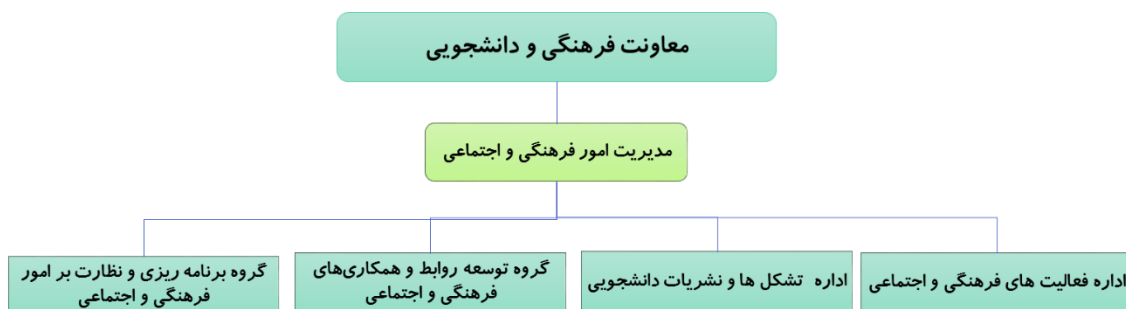 معاونت فرهنگی و دانشجویی
مدیریت امور فرهنگی و اجتماعی
اداره فعالیت های فرهنگی و اجتماعی
اداره تشکل ها و نشریات دانشجویی
گروه توسعه روابط و همکاری‌های
فرهنگی و اجتماعی
گروه برنامه ریزی و نظارت بر امور
فرهنگی و اجتماعی